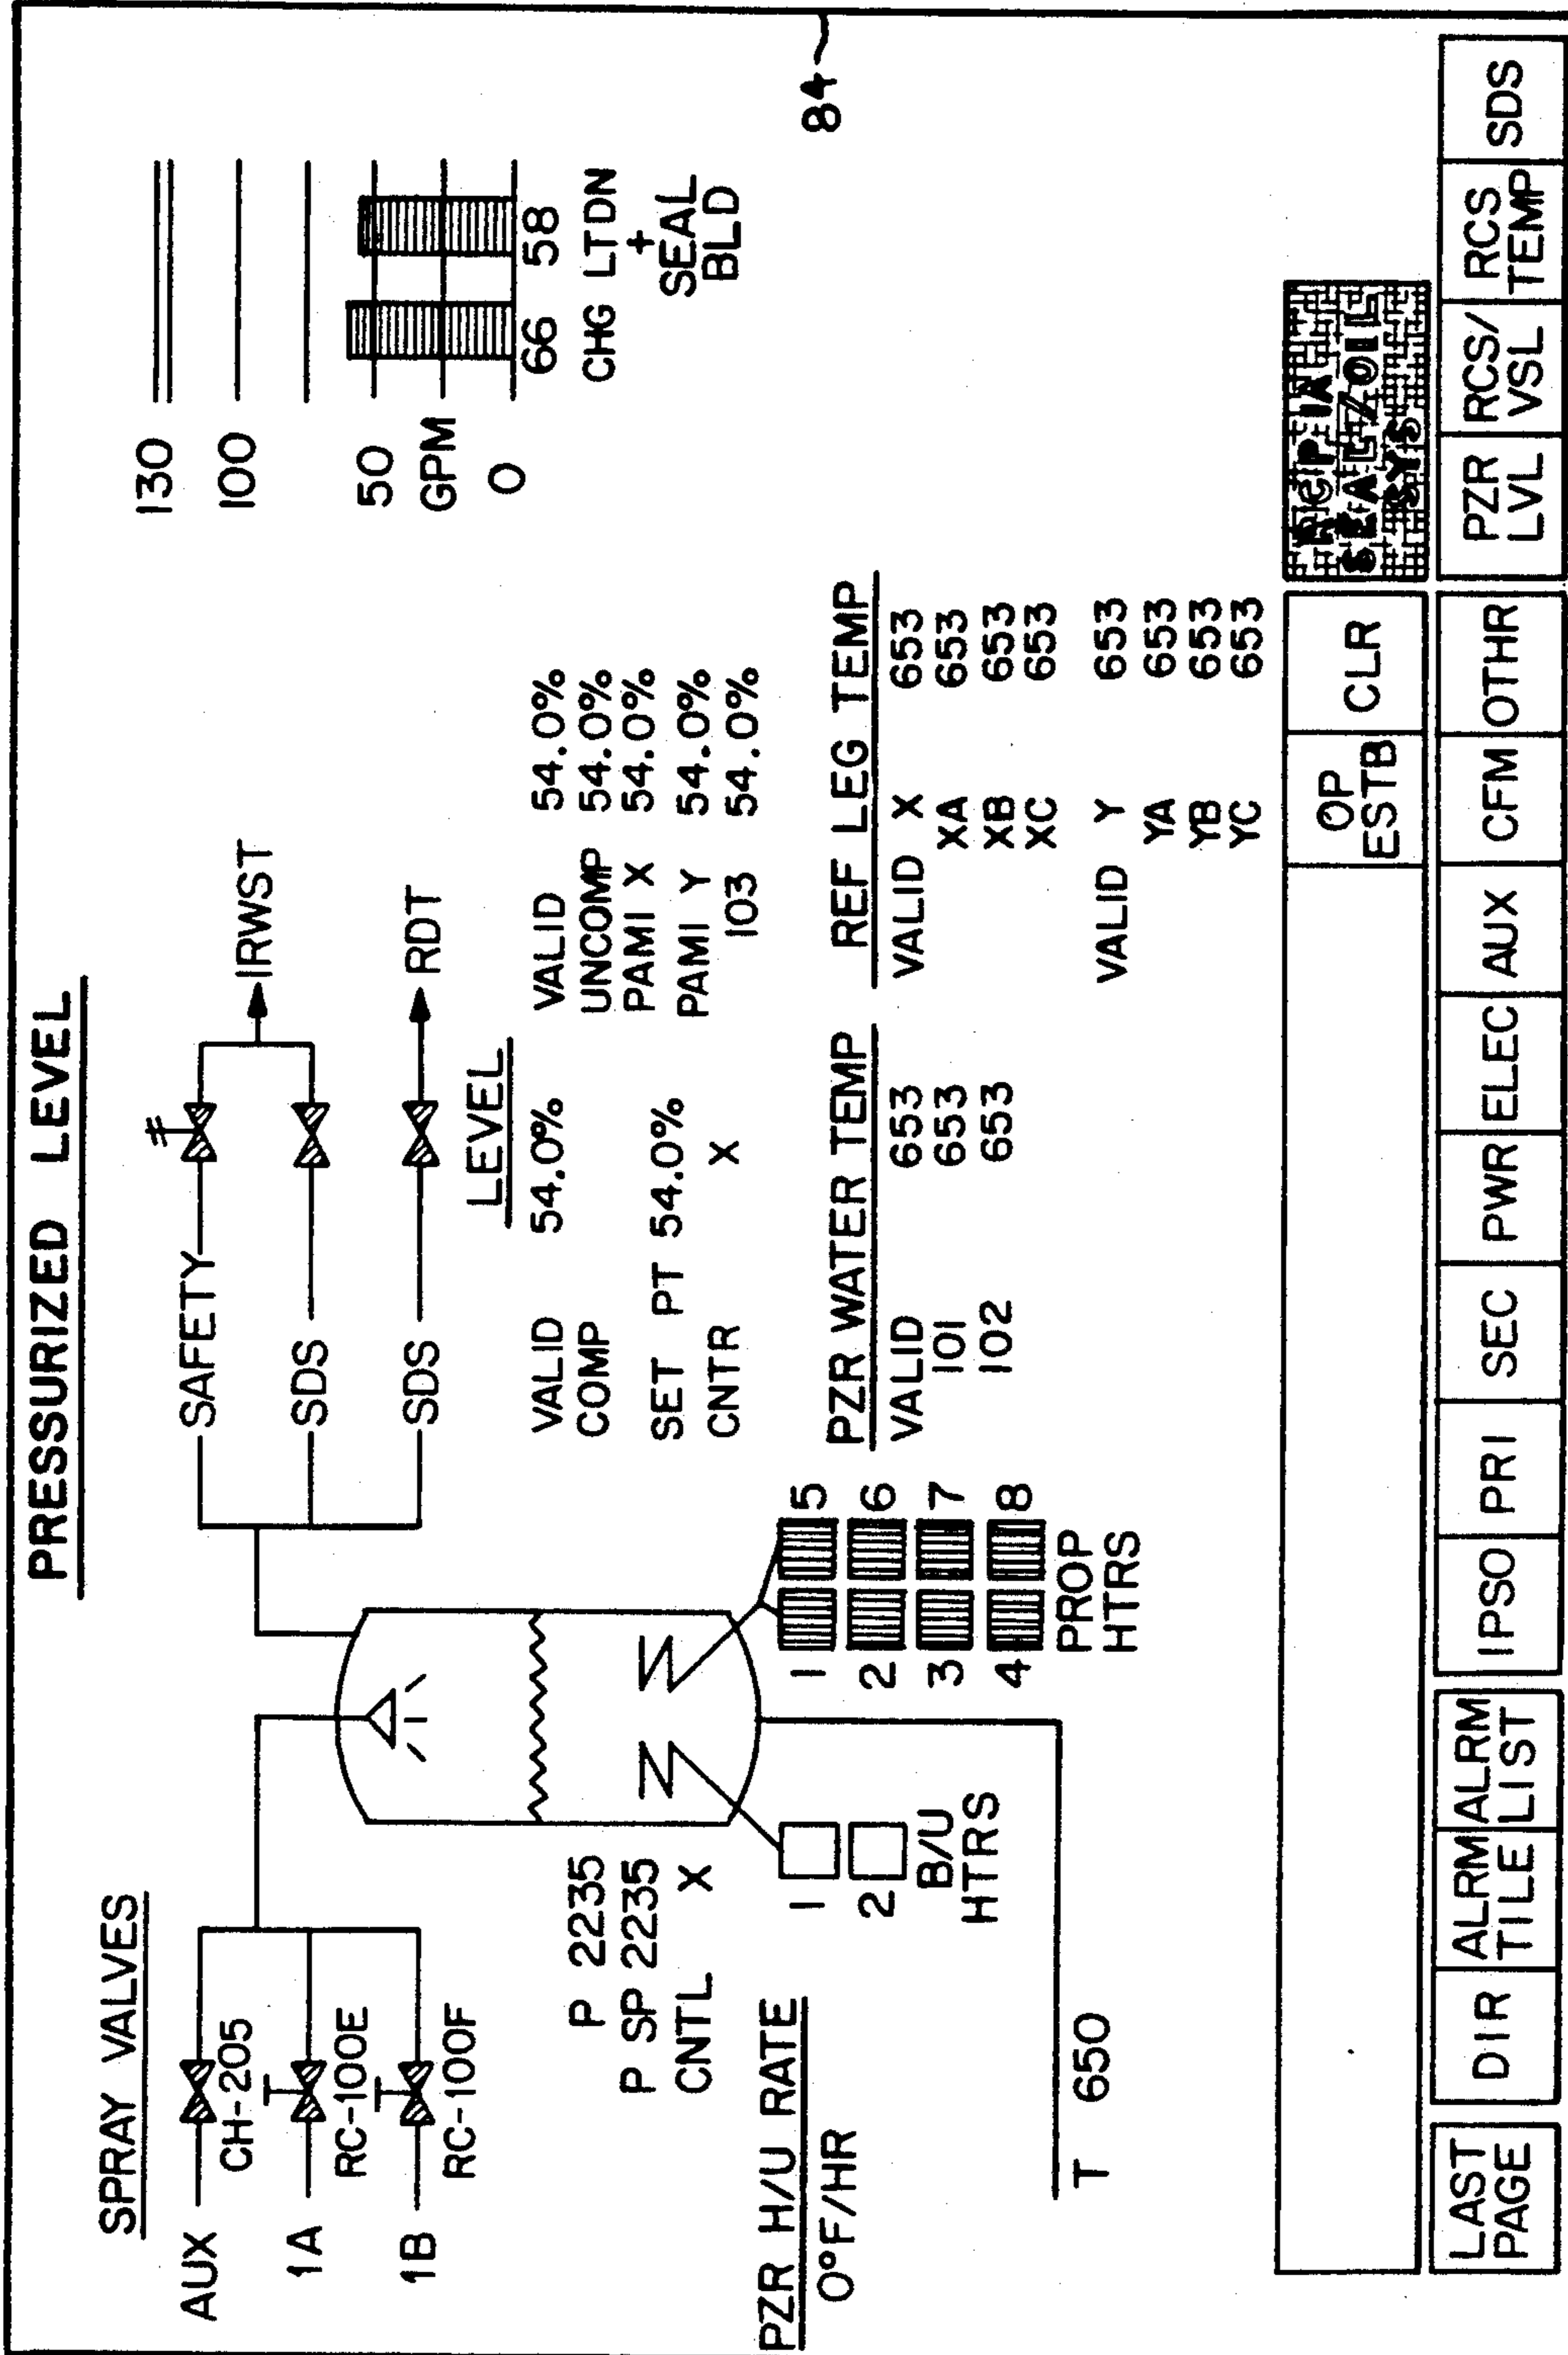 PRESSURIZED LEVEL
SPRAY VALVES
AUX
CH-205
1A
RC-100E
1B
RC-100F
SAFETY
IRWST
SDS
SDS
RDT
130
100
50
GPM
0
66 58
CHG LTDN
+
SEAL
BLD
84
P 2235
P SP 2235
CNTL X
PZR H/U RATE
0°F/HR
T 650
1
2
B/U
HTRS
1 5
2 6
3 7
4 8
PROP
HTRS
LEVEL
VALID 54.0% VALID 54.0%
COMP UNCOMP 54.0%
PAMI X 54.0%
SET PT 54.0% PAMI Y 54.0%
CNTR X 103 54.0%
PZR WATER TEMP
VALID 653
101 653
102 653
REF LEG TEMP
VALID X 653
XA 653
XB 653
XC 653
VALID Y 653
YA 653
YB 653
YC 653
OP
ESTB
CLR
RCP 1A
SEAL/OIL
SYS
LAST
PAGE
DIR
ALRM
TILE
ALRM
LIST
IPSO
PRI
SEC
PWR
ELEC
AUX
CFM
OTHR
PZR
LVL
RCS/
VSL
RCS
TEMP
SDS